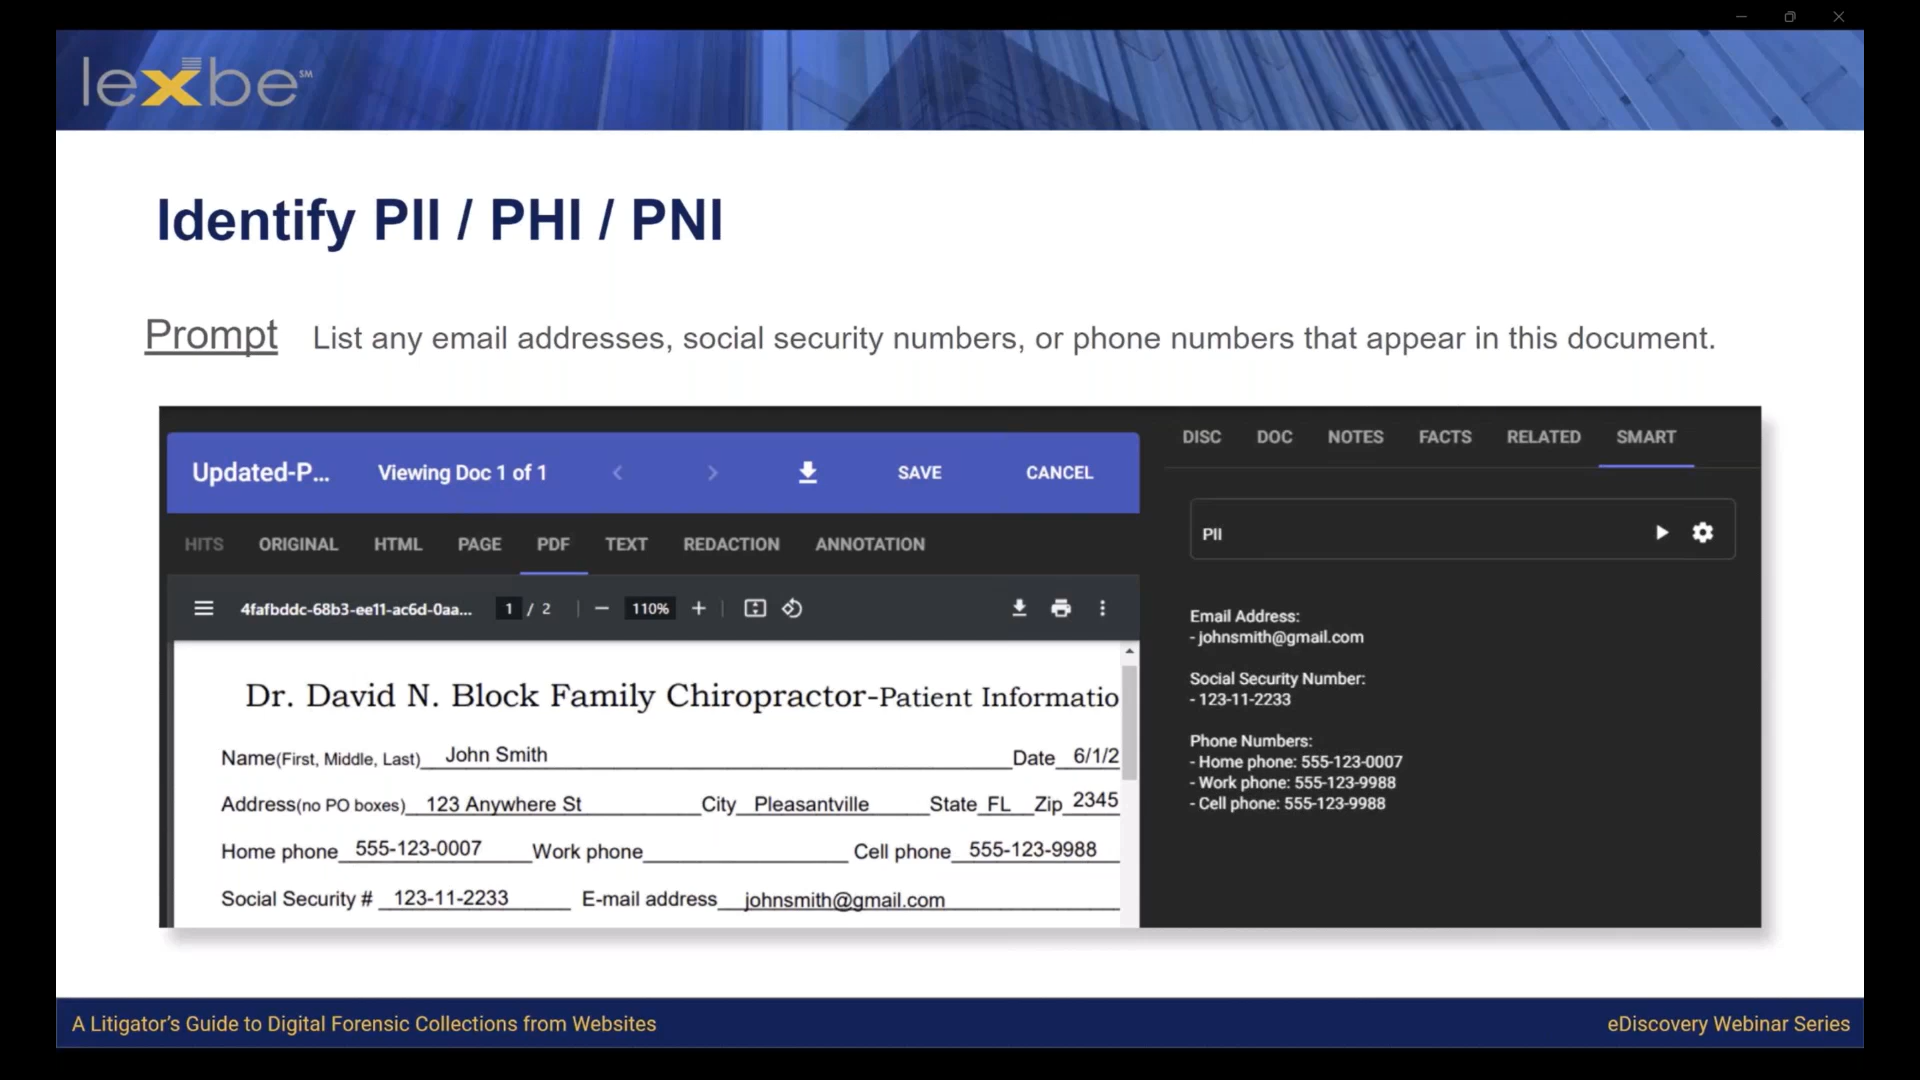 lexbe SM
Identify PII / PHI / PNI
Prompt List any email addresses, social security numbers, or phone numbers that appear in this document.
Updated-P... Viewing Doc 1 of 1 SAVE CANCEL
HITS ORIGINAL HTML PAGE PDF TEXT REDACTION ANNOTATION
4fafbddc-68b3-ee11-ac6d-0aa... 1 / 2 − 110% +
Dr. David N. Block Family Chiropractor-Patient Informatio
Name(First, Middle, Last) John Smith Date 6/1/2
Address(no PO boxes) 123 Anywhere St City Pleasantville State FL Zip 2345
Home phone 555-123-0007 Work phone Cell phone 555-123-9988
Social Security # 123-11-2233 E-mail address johnsmith@gmail.com
DISC DOC NOTES FACTS RELATED SMART
PII
Email Address:
- johnsmith@gmail.com
Social Security Number:
- 123-11-2233
Phone Numbers:
- Home phone: 555-123-0007
- Work phone: 555-123-9988
- Cell phone: 555-123-9988
A Litigator's Guide to Digital Forensic Collections from Websites
eDiscovery Webinar Series